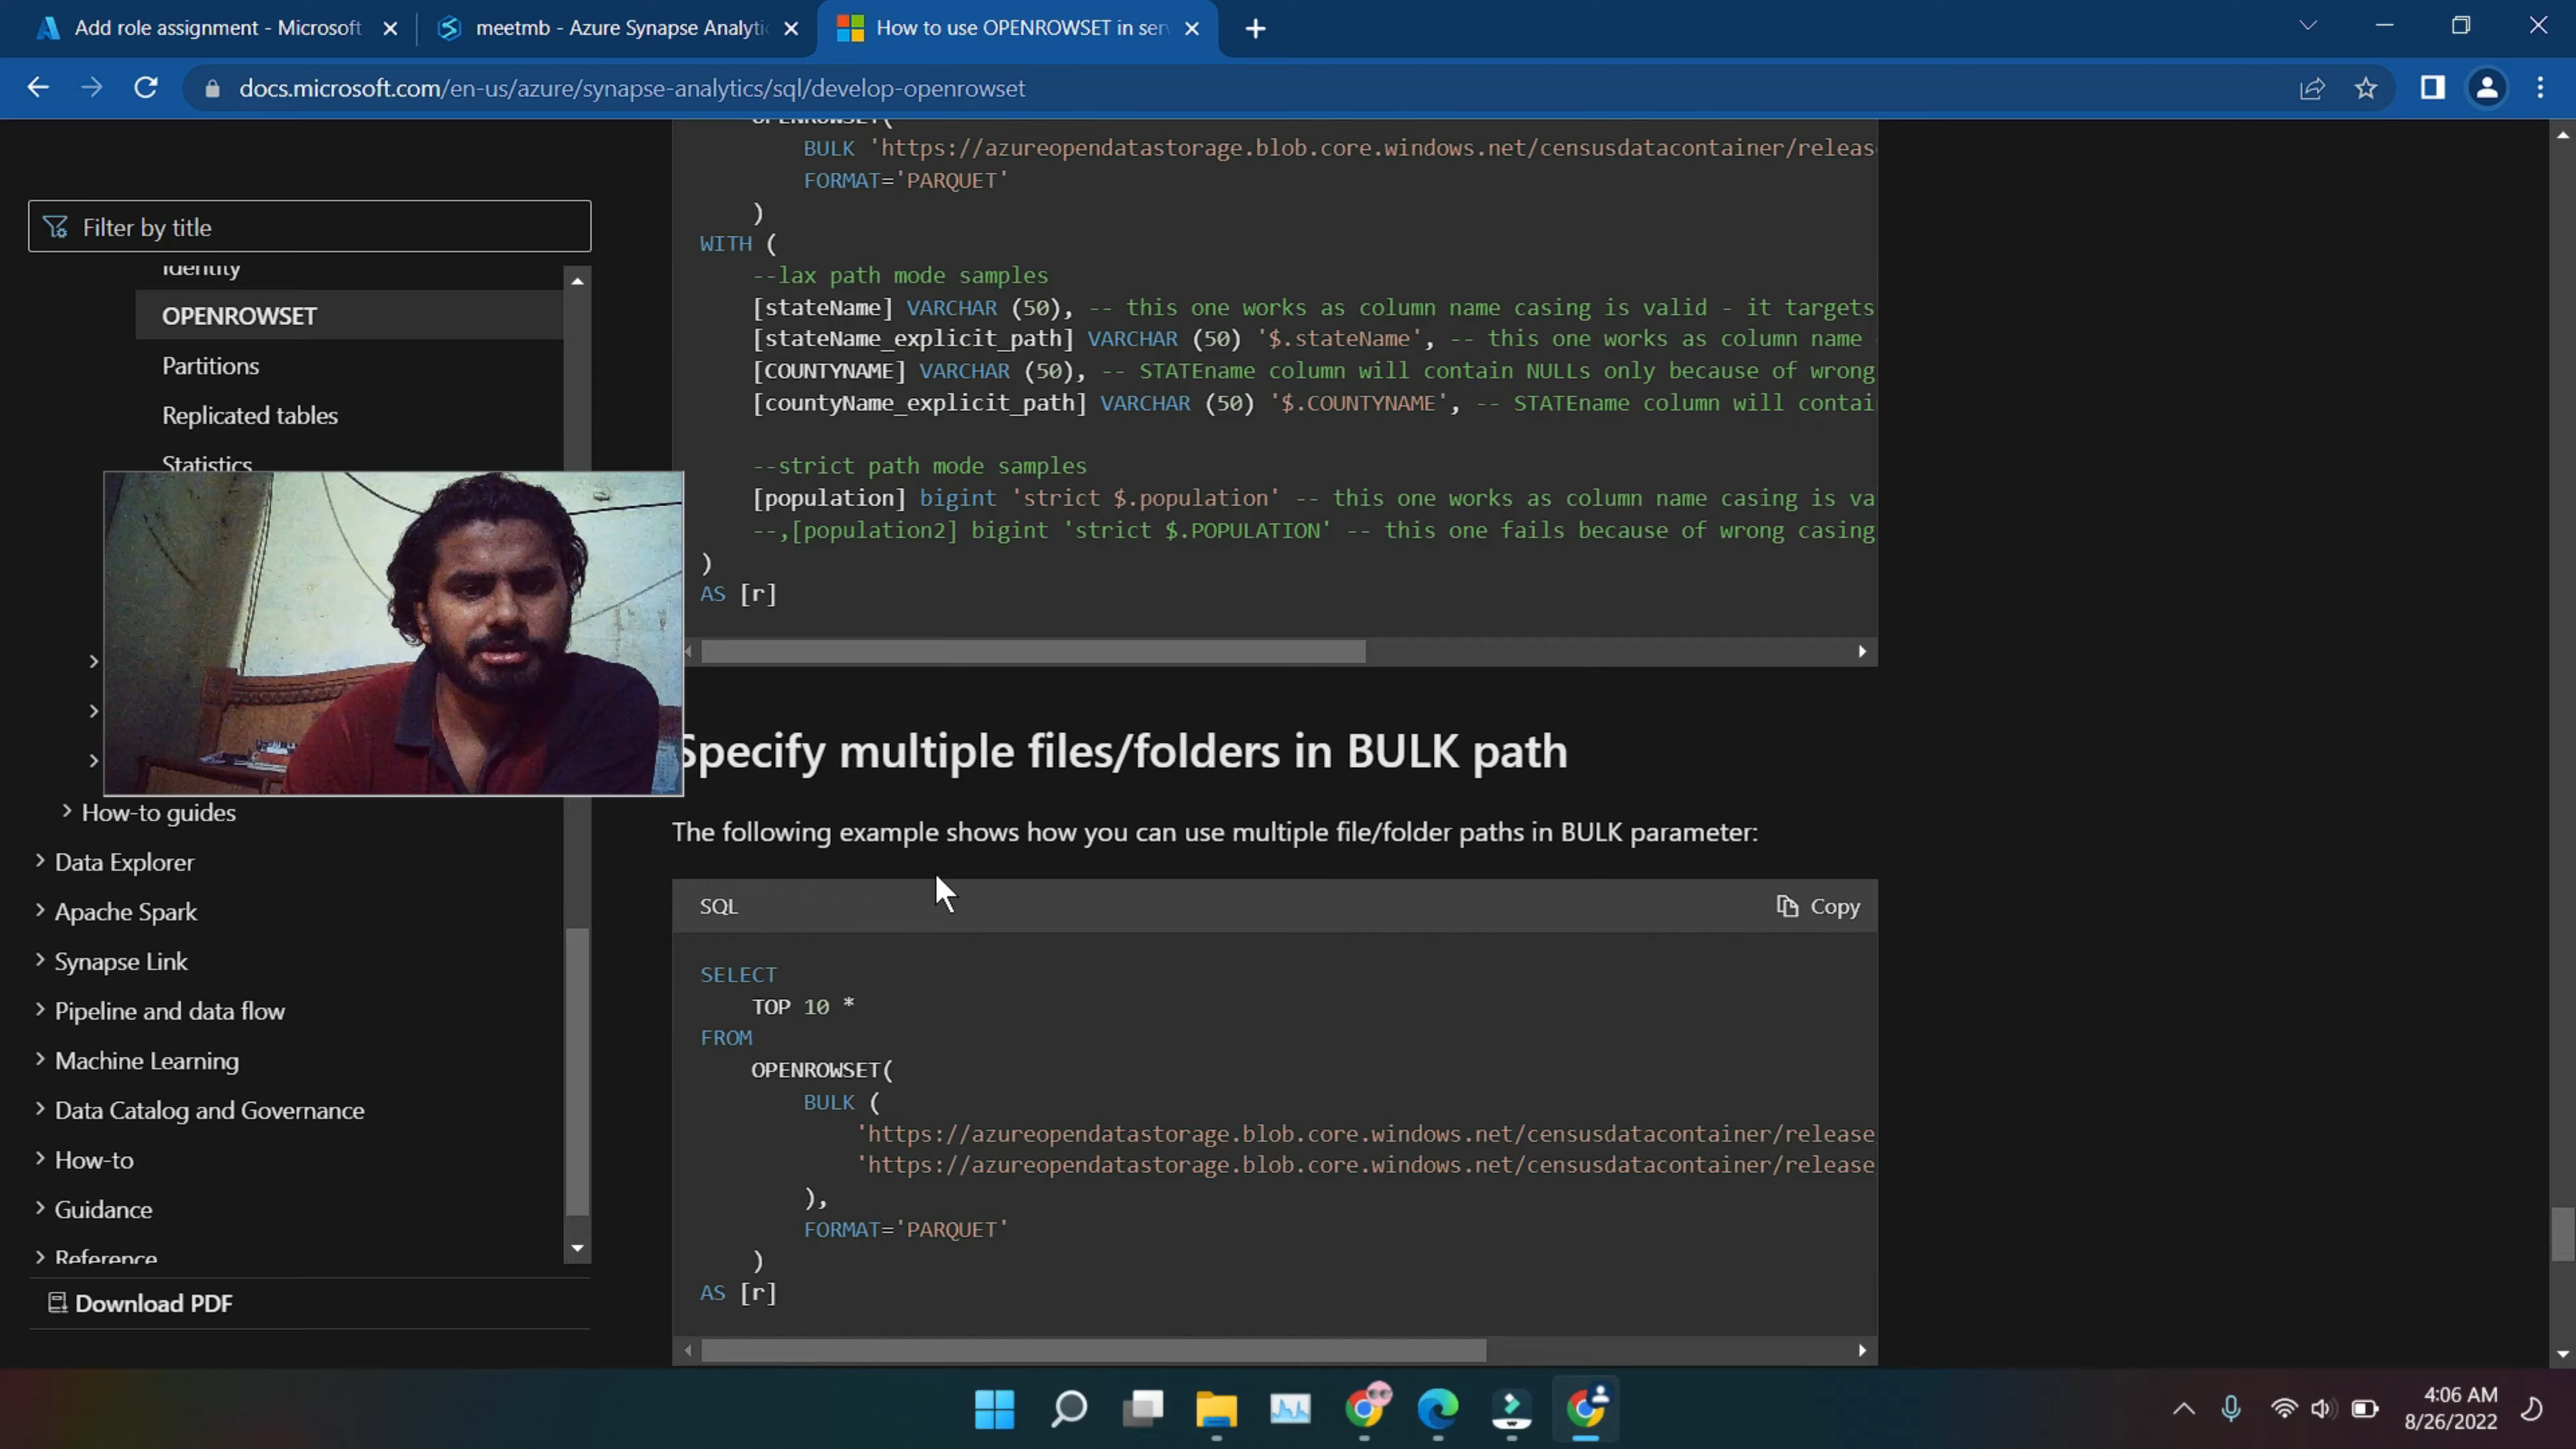 Add role assignment - Microsoft
meetmb - Azure Synapse Analytic
How to use OPENROWSET in serv
docs.microsoft.com/en-us/azure/synapse-analytics/sql/develop-openrowset
Filter by title
Identity
OPENROWSET
Partitions
Replicated tables
Statistics
How-to guides
Data Explorer
Apache Spark
Synapse Link
Pipeline and data flow
Machine Learning
Data Catalog and Governance
How-to
Guidance
Reference
Download PDF
OPENROWSET(
BULK 'https://azureopendatastorage.blob.core.windows.net/censusdatacontainer/releas
FORMAT='PARQUET'
)
WITH (
--lax path mode samples
[stateName] VARCHAR (50), -- this one works as column name casing is valid - it targets
[stateName_explicit_path] VARCHAR (50) '$.stateName', -- this one works as column name
[COUNTYNAME] VARCHAR (50), -- STATEname column will contain NULLs only because of wrong
[countyName_explicit_path] VARCHAR (50) '$.COUNTYNAME', -- STATEname column will contai
--strict path mode samples
[population] bigint 'strict $.population' -- this one works as column name casing is va
--,[population2] bigint 'strict $.POPULATION' -- this one fails because of wrong casing
)
AS [r]
Specify multiple files/folders in BULK path
The following example shows how you can use multiple file/folder paths in BULK parameter:
SQL
Copy
SELECT
TOP 10 *
FROM
OPENROWSET(
BULK (
'https://azureopendatastorage.blob.core.windows.net/censusdatacontainer/release
'https://azureopendatastorage.blob.core.windows.net/censusdatacontainer/release
),
FORMAT='PARQUET'
)
AS [r]
4:06 AM
8/26/2022